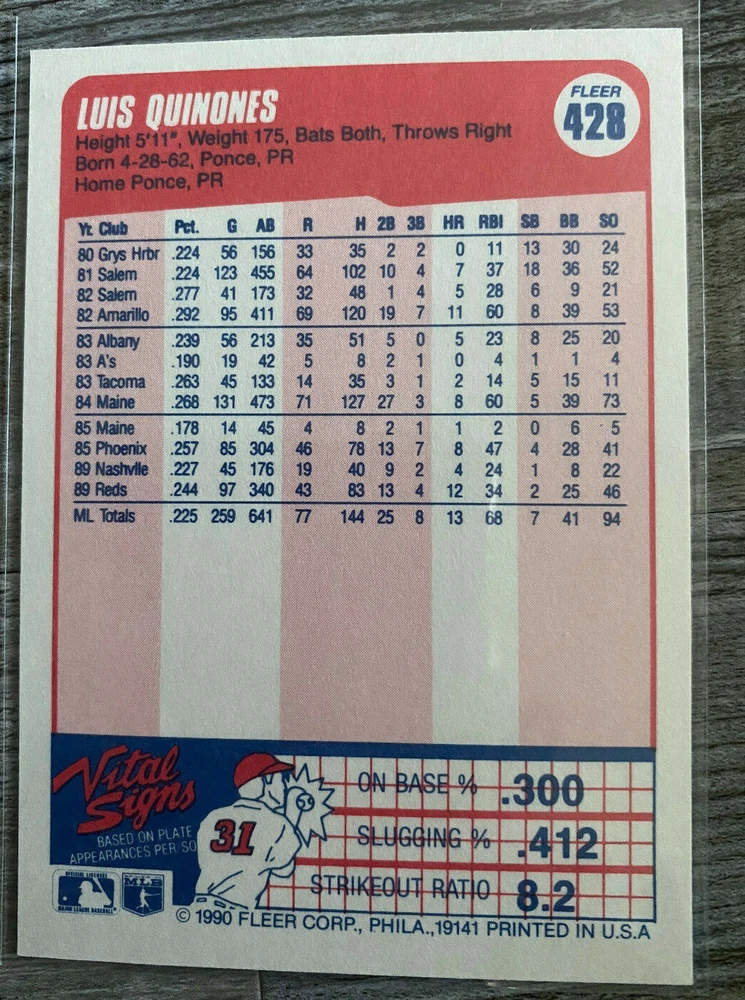 LUIS QUINONES
FLEER
428
Height 5'11", Weight 175, Bats Both, Throws Right
Born 4-28-62, Ponce, PR
Home Ponce, PR
Yr. Club Pct. G AB R H 2B 3B HR RBI SB BB SO
80 Grys Hrbr .224 56 156 33 35 2 2 0 11 13 30 24
81 Salem .224 123 455 64 102 10 4 7 37 18 36 52
82 Salem .277 41 173 32 48 1 4 5 28 6 9 21
82 Amarillo .292 95 411 69 120 19 7 11 60 8 39 53
83 Albany .239 56 213 35 51 5 0 5 23 8 25 20
83 A's .190 19 42 5 8 2 1 0 4 1 1 4
83 Tacoma .263 45 133 14 35 3 1 2 14 5 15 11
84 Maine .268 131 473 71 127 27 3 8 60 5 39 73
85 Maine .178 14 45 4 8 2 1 1 2 0 6 5
85 Phoenix .257 85 304 46 78 13 7 8 47 4 28 41
89 Nashvlle .227 45 176 19 40 9 2 4 24 1 8 22
89 Reds .244 97 340 43 83 13 4 12 34 2 25 46
ML Totals .225 259 641 77 144 25 8 13 68 7 41 94
Vital
Signs
BASED ON PLATE
APPEARANCES PER/SO
31
ON BASE % .300
SLUGGING % .412
STRIKEOUT RATIO 8.2
OFFICIAL LICENSEE
MAJOR LEAGUE BASEBALL
MLB
© 1990 FLEER CORP., PHILA.,19141 PRINTED IN U.S.A